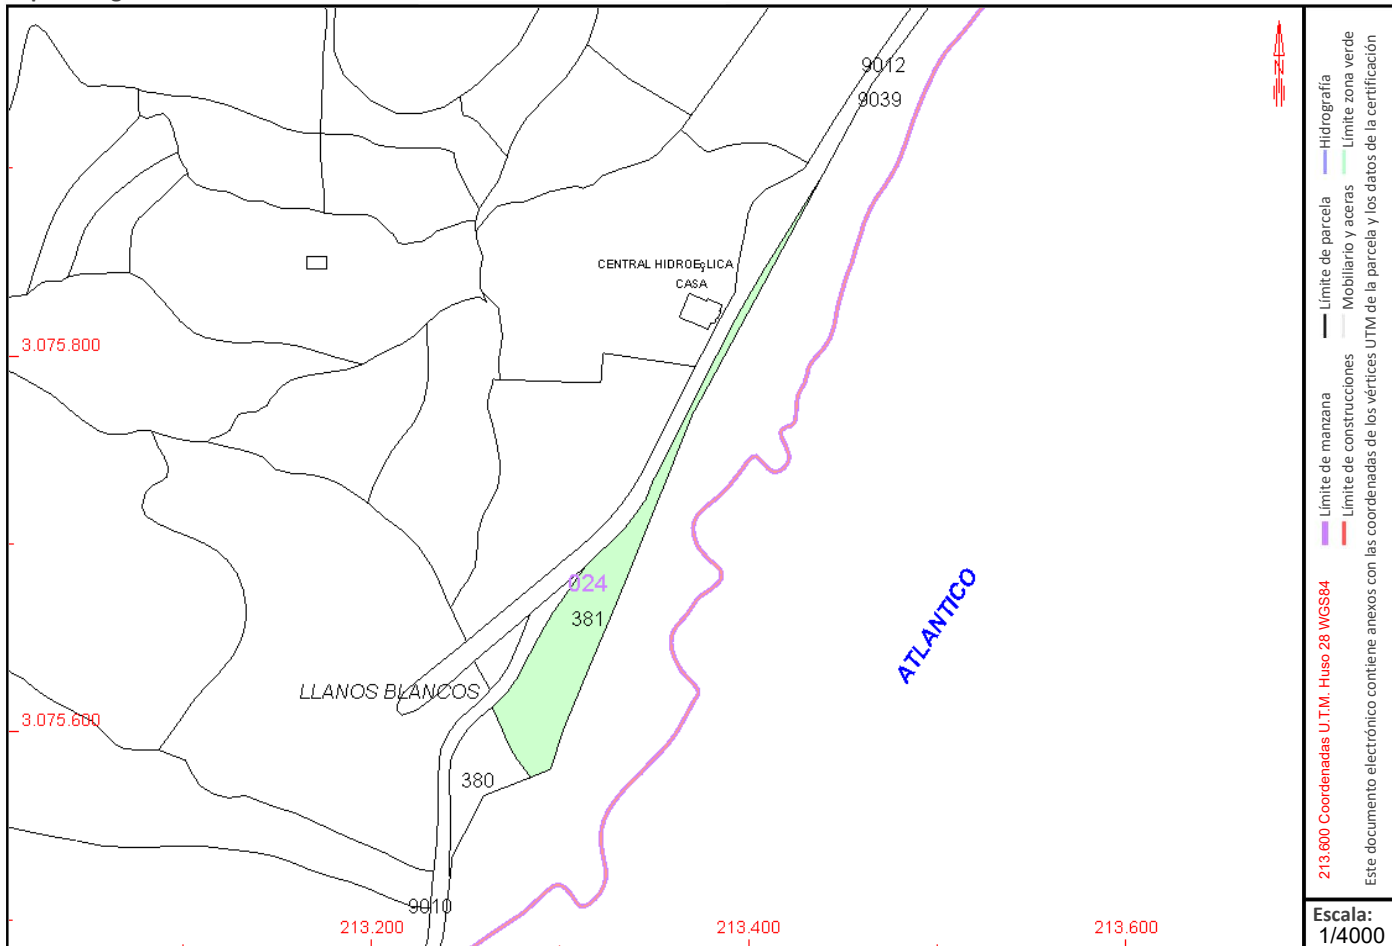 9012
9039
CENTRAL HIDROEçLICA
CASA
3.075.800
024
381
ATLANTICO
LLANOS BLANCOS
3.075.600
380
9010
213.200
213.400
213.600
N
213.600 Coordenadas U.T.M. Huso 28 WGS84
Límite de manzana
Límite de parcela
Hidrografía
Límite de construcciones
Mobiliario y aceras
Límite zona verde
Este documento electrónico contiene anexos con las coordenadas de los vértices UTM de la parcela y los datos de la certificación
Escala:
1/4000